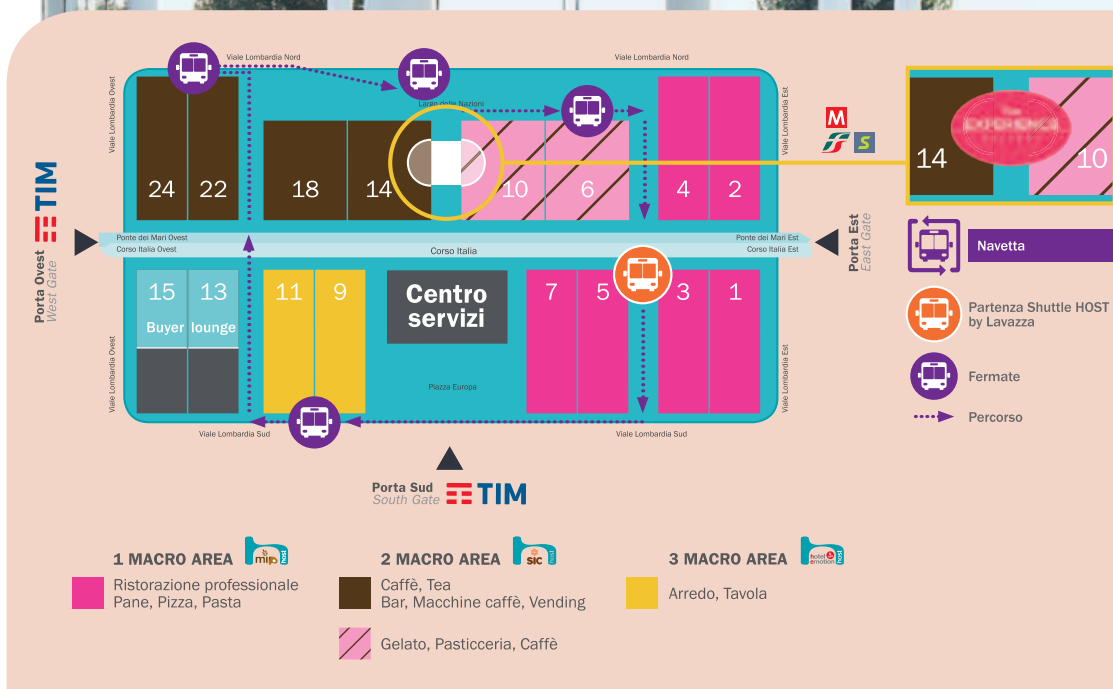 Viale Lombardia Nord
Viale Lombardia Nord
Largo delle Nazioni
Viale Lombardia Ovest
Viale Lombardia Est
24
22
18
14
10
6
4
2
14
10
M
S
TIM
Porta Ovest
West Gate
Ponte dei Mari Ovest
Corso Italia Ovest
Corso Italia
Ponte dei Mari Est
Corso Italia Est
Porta Est
East Gate
Navetta
15
13
Buyer lounge
11
9
Centro
servizi
7
5
3
1
Partenza Shuttle HOST
by Lavazza
Viale Lombardia Ovest
Piazza Europa
Viale Lombardia Est
Fermate
Percorso
Viale Lombardia Sud
Viale Lombardia Sud
Porta Sud
South Gate
TIM
1 MACRO AREA
host
2 MACRO AREA
sic
host
3 MACRO AREA
hotel
emotion
host
Ristorazione professionale
Pane, Pizza, Pasta
Caffè, Tea
Bar, Macchine caffè, Vending
Arredo, Tavola
Gelato, Pasticceria, Caffè